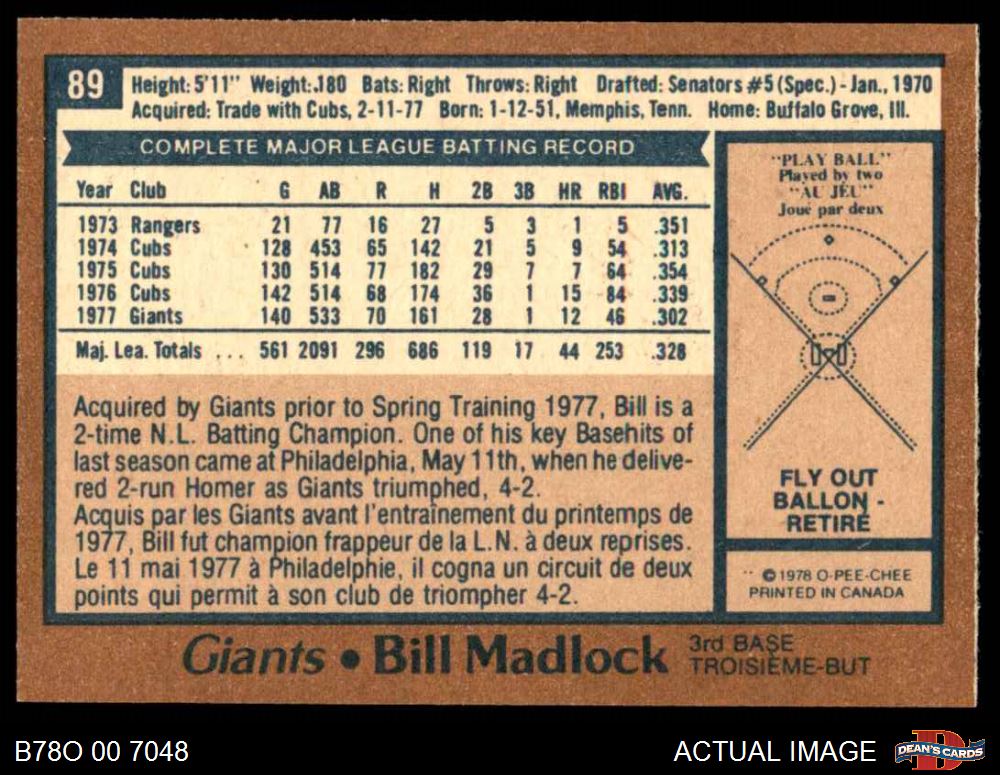 89
Height: 5'11" Weight: 180 Bats: Right Throws: Right Drafted: Senators #5 (Spec.) - Jan., 1970
Acquired: Trade with Cubs, 2-11-77 Born: 1-12-51, Memphis, Tenn. Home: Buffalo Grove, Ill.
COMPLETE MAJOR LEAGUE BATTING RECORD
Year Club G AB R H 2B 3B HR RBI AVG.
1973 Rangers 21 77 16 27 5 3 1 5 .351
1974 Cubs 128 453 65 142 21 5 9 54 .313
1975 Cubs 130 514 77 182 29 7 7 64 .354
1976 Cubs 142 514 68 174 36 1 15 84 .339
1977 Giants 140 533 70 161 28 1 12 46 .302
Maj. Lea. Totals ... 561 2091 296 686 119 17 44 253 .328
Acquired by Giants prior to Spring Training 1977, Bill is a
2-time N.L. Batting Champion. One of his key Basehits of
last season came at Philadelphia, May 11th, when he delive-
red 2-run Homer as Giants triumphed, 4-2.
Acquis par les Giants avant l'entraînement du printemps de
1977, Bill fut champion frappeur de la L.N. à deux reprises.
Le 11 mai 1977 à Philadelphie, il cogna un circuit de deux
points qui permit à son club de triompher 4-2.
"PLAY BALL"
Played by two
"AU JEU"
Joué par deux
FLY OUT
BALLON -
RETIRÉ
© 1978 O-PEE-CHEE
PRINTED IN CANADA
Giants • Bill Madlock
3rd BASE
TROISIÈME-BUT
B78O 00 7048
ACTUAL IMAGE
DEAN'S CARDS